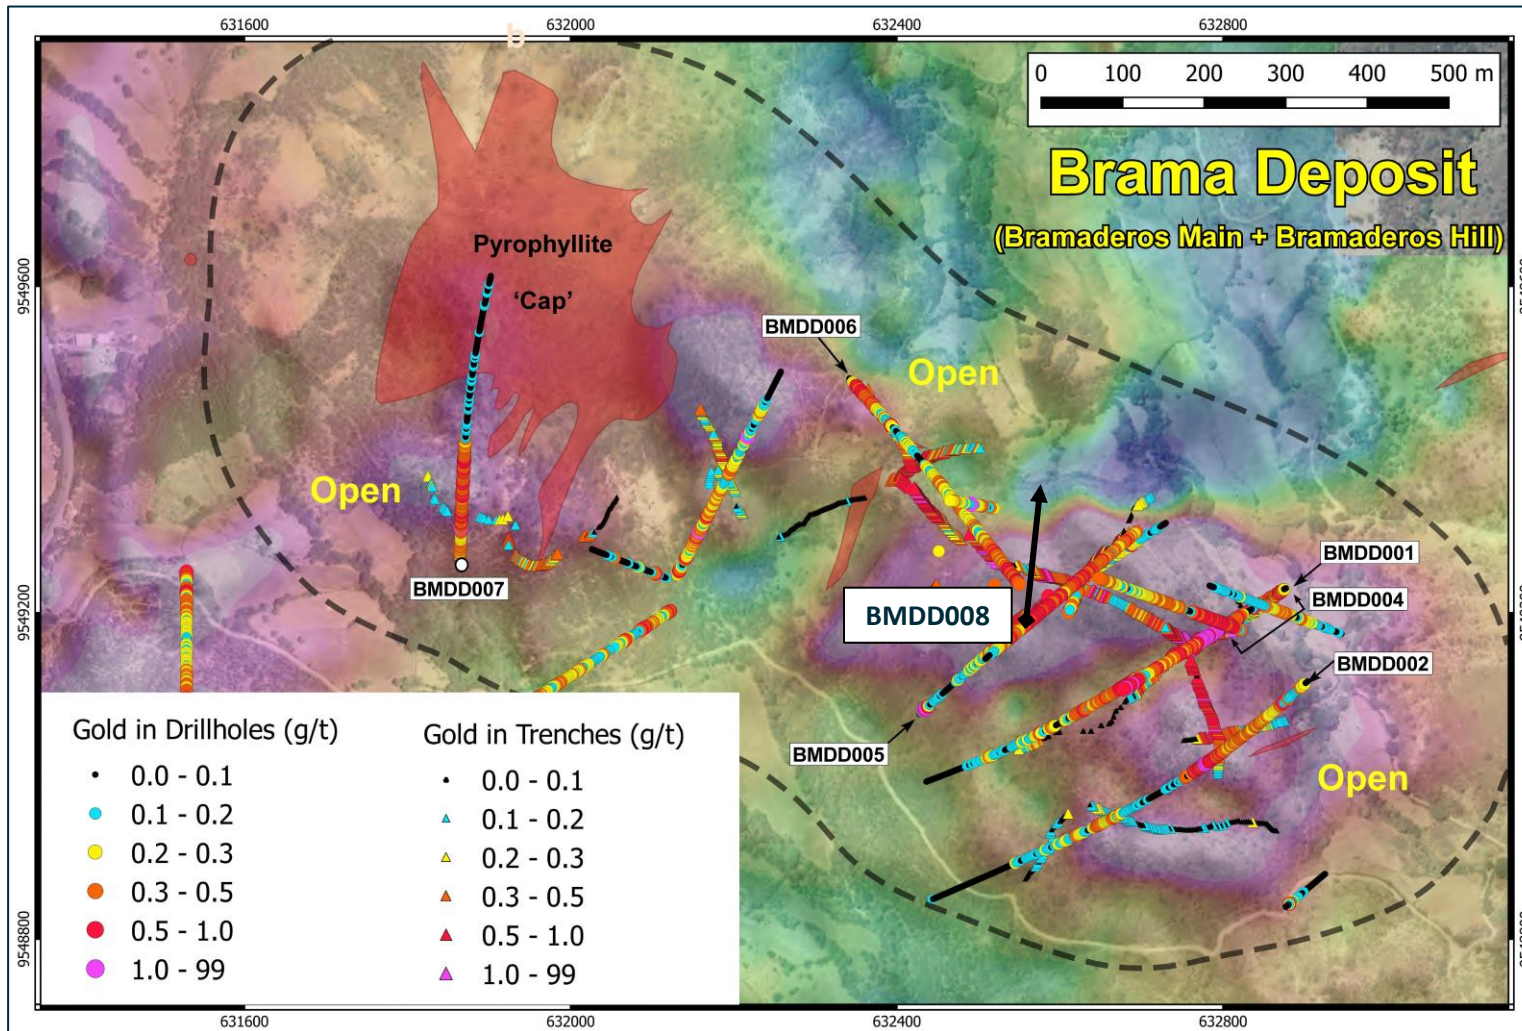 631600
632000
632400
632800
b
0 100 200 300 400 500 m
Brama Deposit
(Bramaderos Main + Bramaderos Hill)
Pyrophyllite
‘Cap’
9549600
9549600
BMDD006
Open
Open
BMDD007
BMDD001
BMDD004
BMDD008
9549200
9549200
BMDD002
BMDD005
Open
Gold in Drillholes (g/t)
0.0 - 0.1
0.1 - 0.2
0.2 - 0.3
0.3 - 0.5
0.5 - 1.0
1.0 - 99
Gold in Trenches (g/t)
0.0 - 0.1
0.1 - 0.2
0.2 - 0.3
0.3 - 0.5
0.5 - 1.0
1.0 - 99
9548800
631600
632000
632400
632800